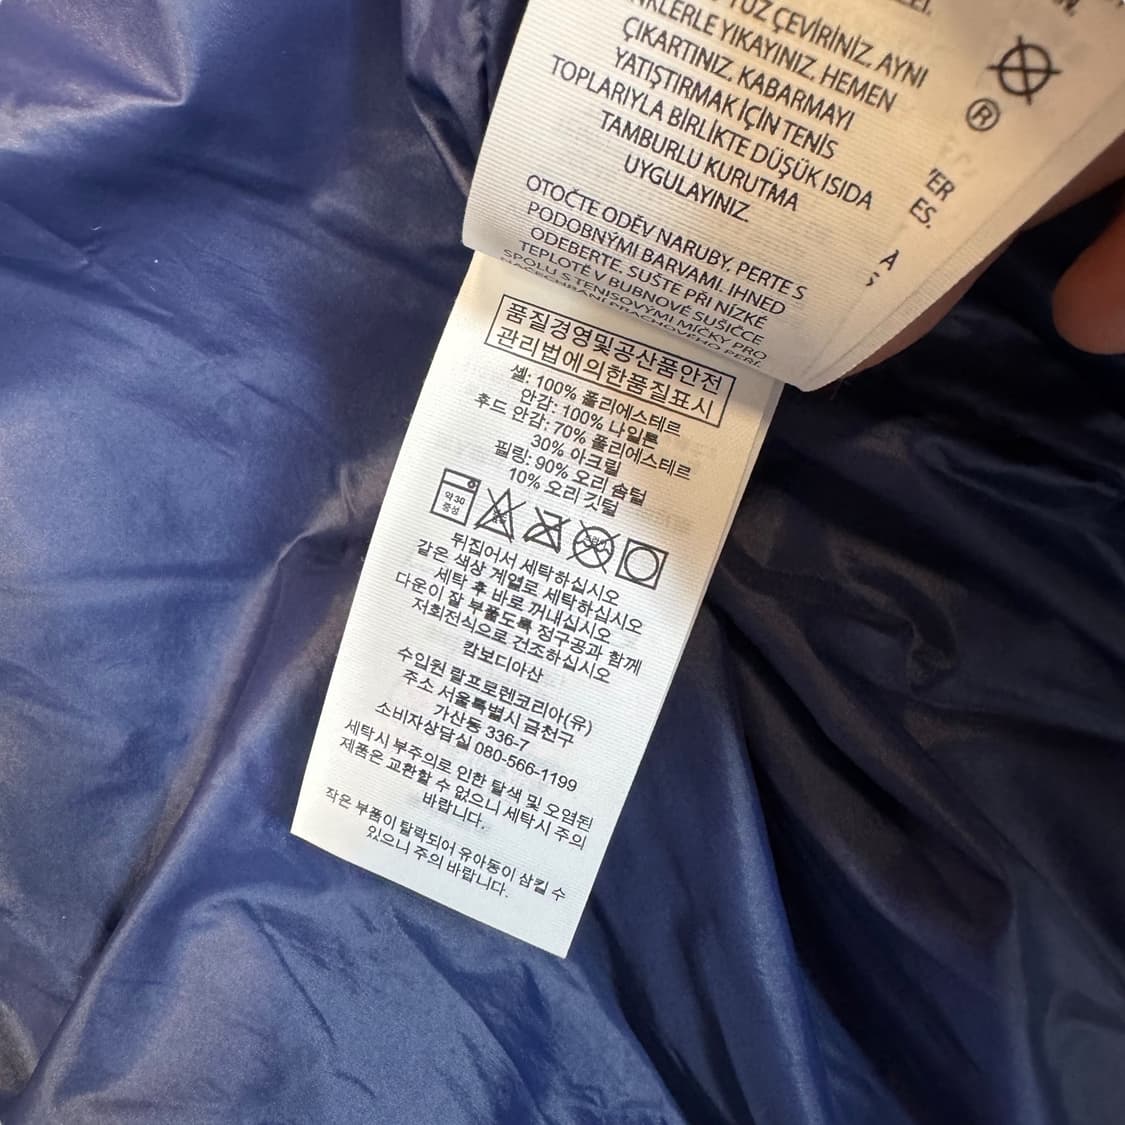 YÜZ ÇEVİRİNİZ. AYNI
YIKAYINIZ. HEMEN
ÇIKARTINIZ. KABARMAYI
YATIŞTIRMAK İÇİN TENİS
TOPLARIYLA BİRLİKTE DÜŞÜK ISIDA
TAMBURLU KURUTMA
UYGULAYINIZ.
OTOČTE ODĚV NARUBY. PERTE S
PODOBNÝMI BARVAMI. IHNED
ODEBERTE. SUŠTE PŘI NÍZKÉ
TEPLOTĚ V BUBNOVÉ SUŠIČCE
SPOLU S TENISOVÝMI MÍČKY PRO
PRACHOVÉHO PEŘÍ.
®
ES.
품질경영및공산품안전
관리법에의한품질표시
셸: 100% 폴리에스테르
안감: 100% 나일론
후드 안감: 70% 폴리에스테르
30% 아크릴
필링: 90% 오리 솜털
10% 오리 깃털
약 30
중성
뒤집어서 세탁하십시오
같은 색상 계열로 세탁하십시오
세탁 후 바로 꺼내십시오
다운이 잘 부풀도록 정구공과 함께
저회전식으로 건조하십시오
캄보디아산
수입원 랄프로렌코리아(유)
주소 서울특별시 금천구
가산동 336-7
소비자상담실 080-566-1199
세탁시 부주의로 인한 탈색 및 오염된
제품은 교환할 수 없으니 세탁시 주의
바랍니다.
작은 부품이 탈락되어 유아동이 삼킬 수
있으니 주의 바랍니다.